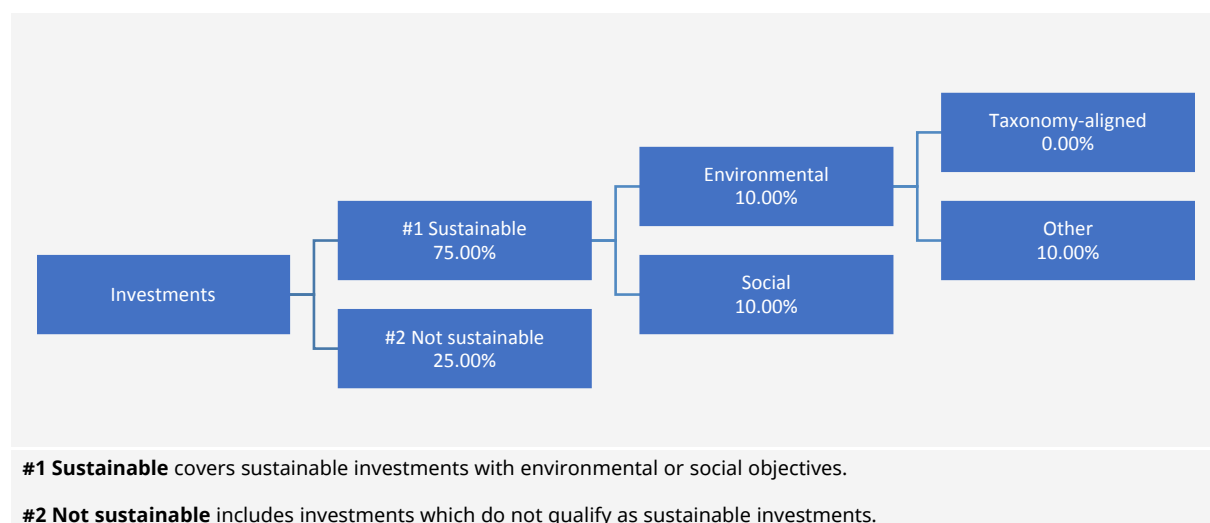 Investments
#1 Sustainable
75.00%
#2 Not sustainable
25.00%
Environmental
10.00%
Social
10.00%
Taxonomy-aligned
0.00%
Other
10.00%
#1 Sustainable covers sustainable investments with environmental or social objectives.
#2 Not sustainable includes investments which do not qualify as sustainable investments.